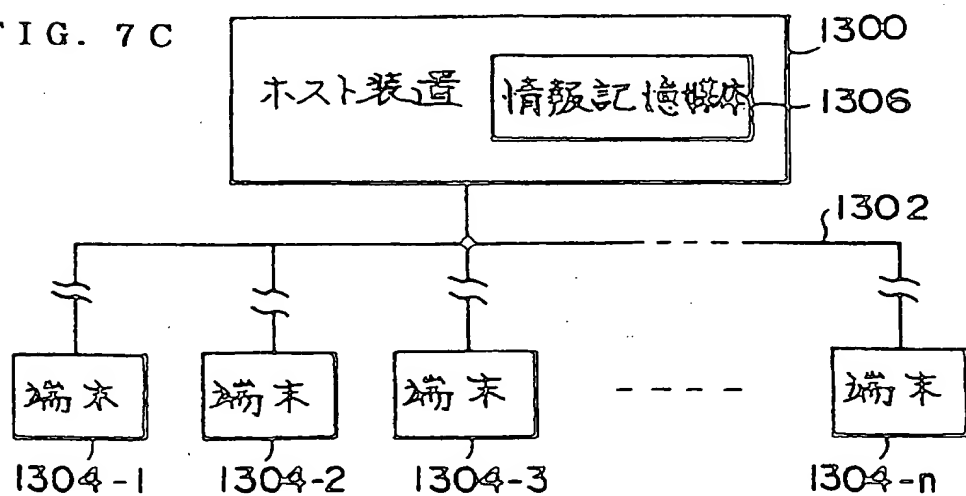 FIG. 7C
1300
ホスト装置
情報記憶媒体
1306
1302
端末
端末
端末
端末
1304-1
1304-2
1304-3
1304-n